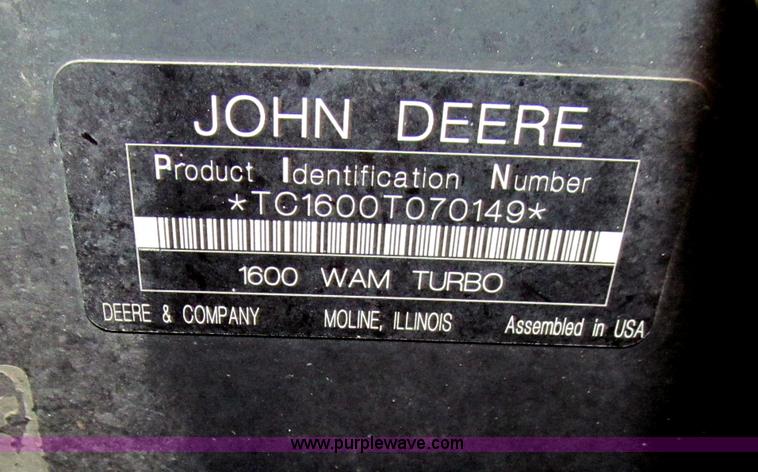 JOHN DEERE
Product Identification Number
*TC1600T070149*
1600 WAM TURBO
DEERE & COMPANY MOLINE, ILLINOIS Assembled in USA
www.purplewave.com